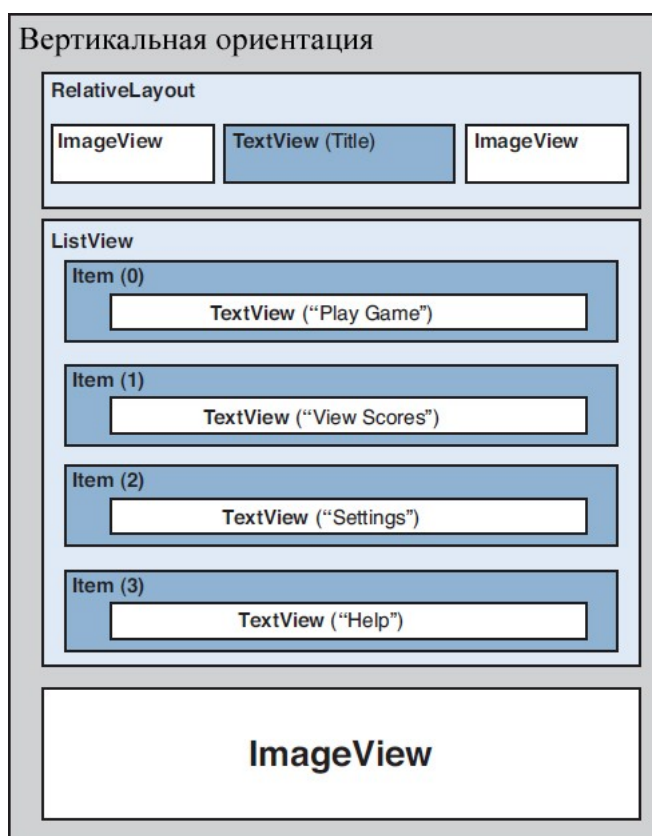 Вертикальная ориентация
RelativeLayout
ImageView
TextView (Title)
ImageView
ListView
Item (0)
TextView (“Play Game”)
Item (1)
TextView (“View Scores”)
Item (2)
TextView (“Settings”)
Item (3)
TextView (“Help”)
ImageView